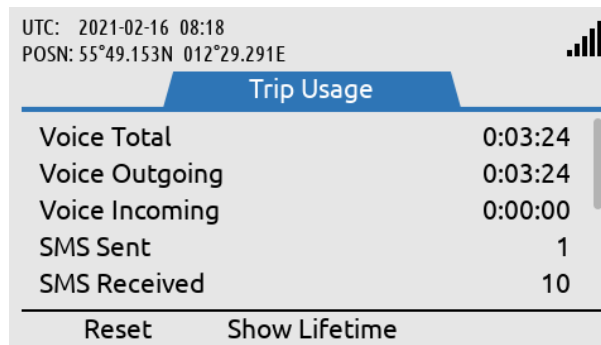 UTC: 2021-02-16 08:18
POSN: 55°49.153N 012°29.291E
Trip Usage
Voice Total 0:03:24
Voice Outgoing 0:03:24
Voice Incoming 0:00:00
SMS Sent 1
SMS Received 10
Reset Show Lifetime